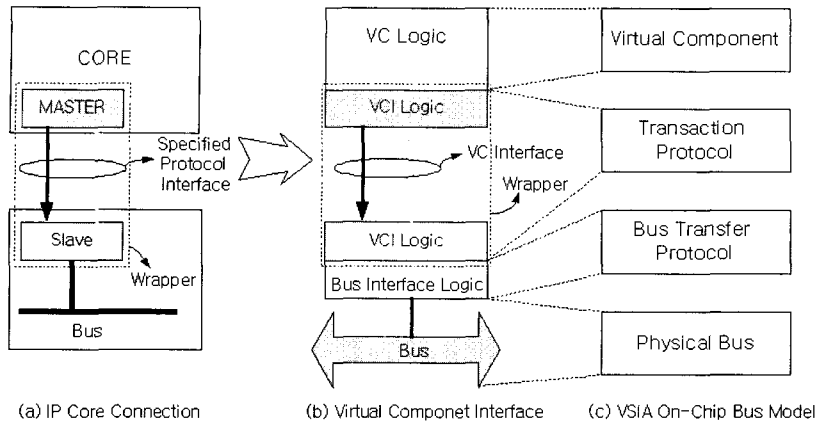 CORE
MASTER
Specified
Protocol
Interface
Slave
Wrapper
Bus
VC Logic
VCI Logic
VC Interface
Wrapper
VCI Logic
Bus Interface Logic
Bus
Virtual Component
Transaction
Protocol
Bus Transfer
Protocol
Physical Bus
(a) IP Core Connection
(b) Virtual Componet Interface
(c) VSIA On-Chip Bus Model